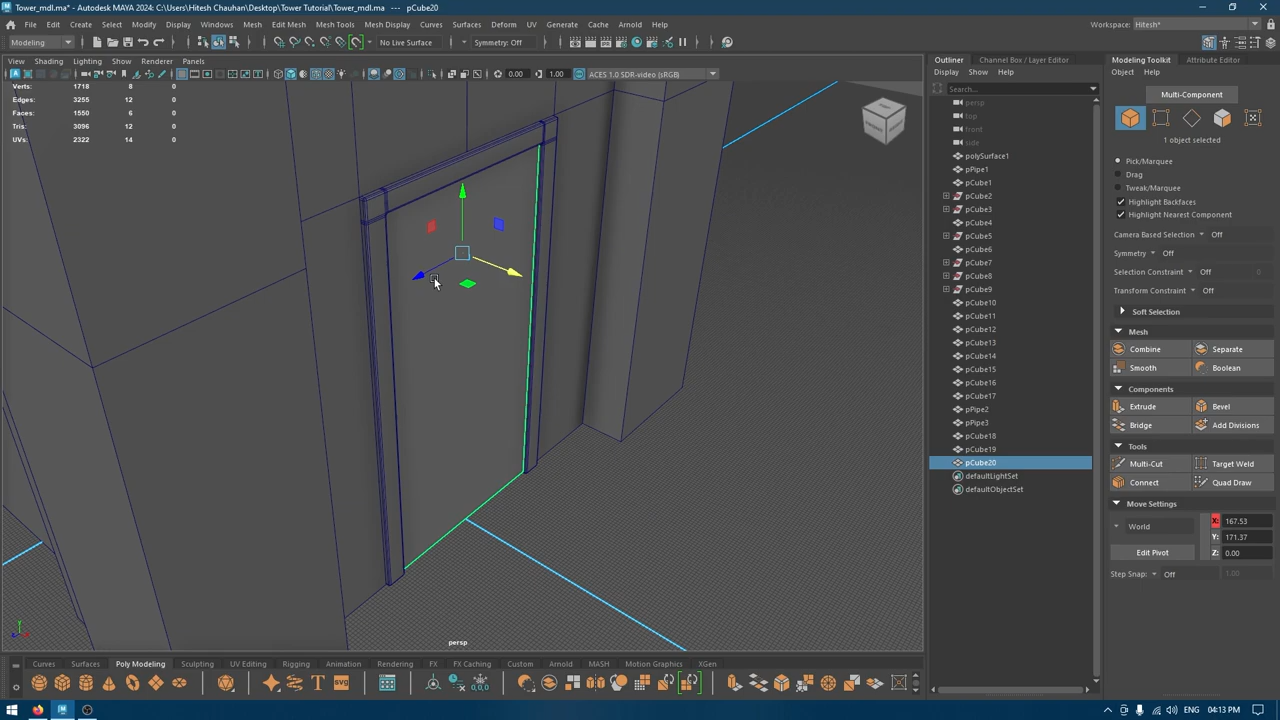 Tower_mdl.ma* - Autodesk MAYA 2024: C:\Users\Hitesh Chauhan\Desktop\Tower Tutorial\Tower_mdl.ma* --- pCube20
File Edit Create Select Modify Display Windows Mesh Edit Mesh Mesh Tools Mesh Display Curves Surfaces Deform UV Generate Cache Arnold Help
Workspace: Hitesh*
Modeling
No Live Surface
Symmetry: Off
View Shading Lighting Show Renderer Panels
0.00
1.00
ACES 1.0 SDR-video (sRGB)
Verts: 1718 8 0
Edges: 3255 12 0
Faces: 1550 6 0
Tris: 3096 12 0
UVs: 2322 14 0
persp
Outliner
Channel Box / Layer Editor
Display Show Help
Search...
persp
top
front
side
polySurface1
pPipe1
pCube1
pCube2
pCube3
pCube4
pCube5
pCube6
pCube7
pCube8
pCube9
pCube10
pCube11
pCube12
pCube13
pCube14
pCube15
pCube16
pCube17
pPipe2
pPipe3
pCube18
pCube19
pCube20
defaultLightSet
defaultObjectSet
Modeling Toolkit
Attribute Editor
Object Help
Multi-Component
1 object selected
Pick/Marquee
Drag
Tweak/Marquee
Highlight Backfaces
Highlight Nearest Component
Camera Based Selection Off
Symmetry Off
Selection Constraint Off 0
Transform Constraint Off
Soft Selection
Mesh
Combine Separate
Smooth Boolean
Components
Extrude Bevel
Bridge Add Divisions
Tools
Multi-Cut Target Weld
Connect Quad Draw
Move Settings
World
X: 167.53
Y: 171.37
Z: 0.00
Edit Pivot
Step Snap: Off 1.00
Curves Surfaces Poly Modeling Sculpting UV Editing Rigging Animation Rendering FX FX Caching Custom Arnold MASH Motion Graphics XGen
ENG 04:13 PM